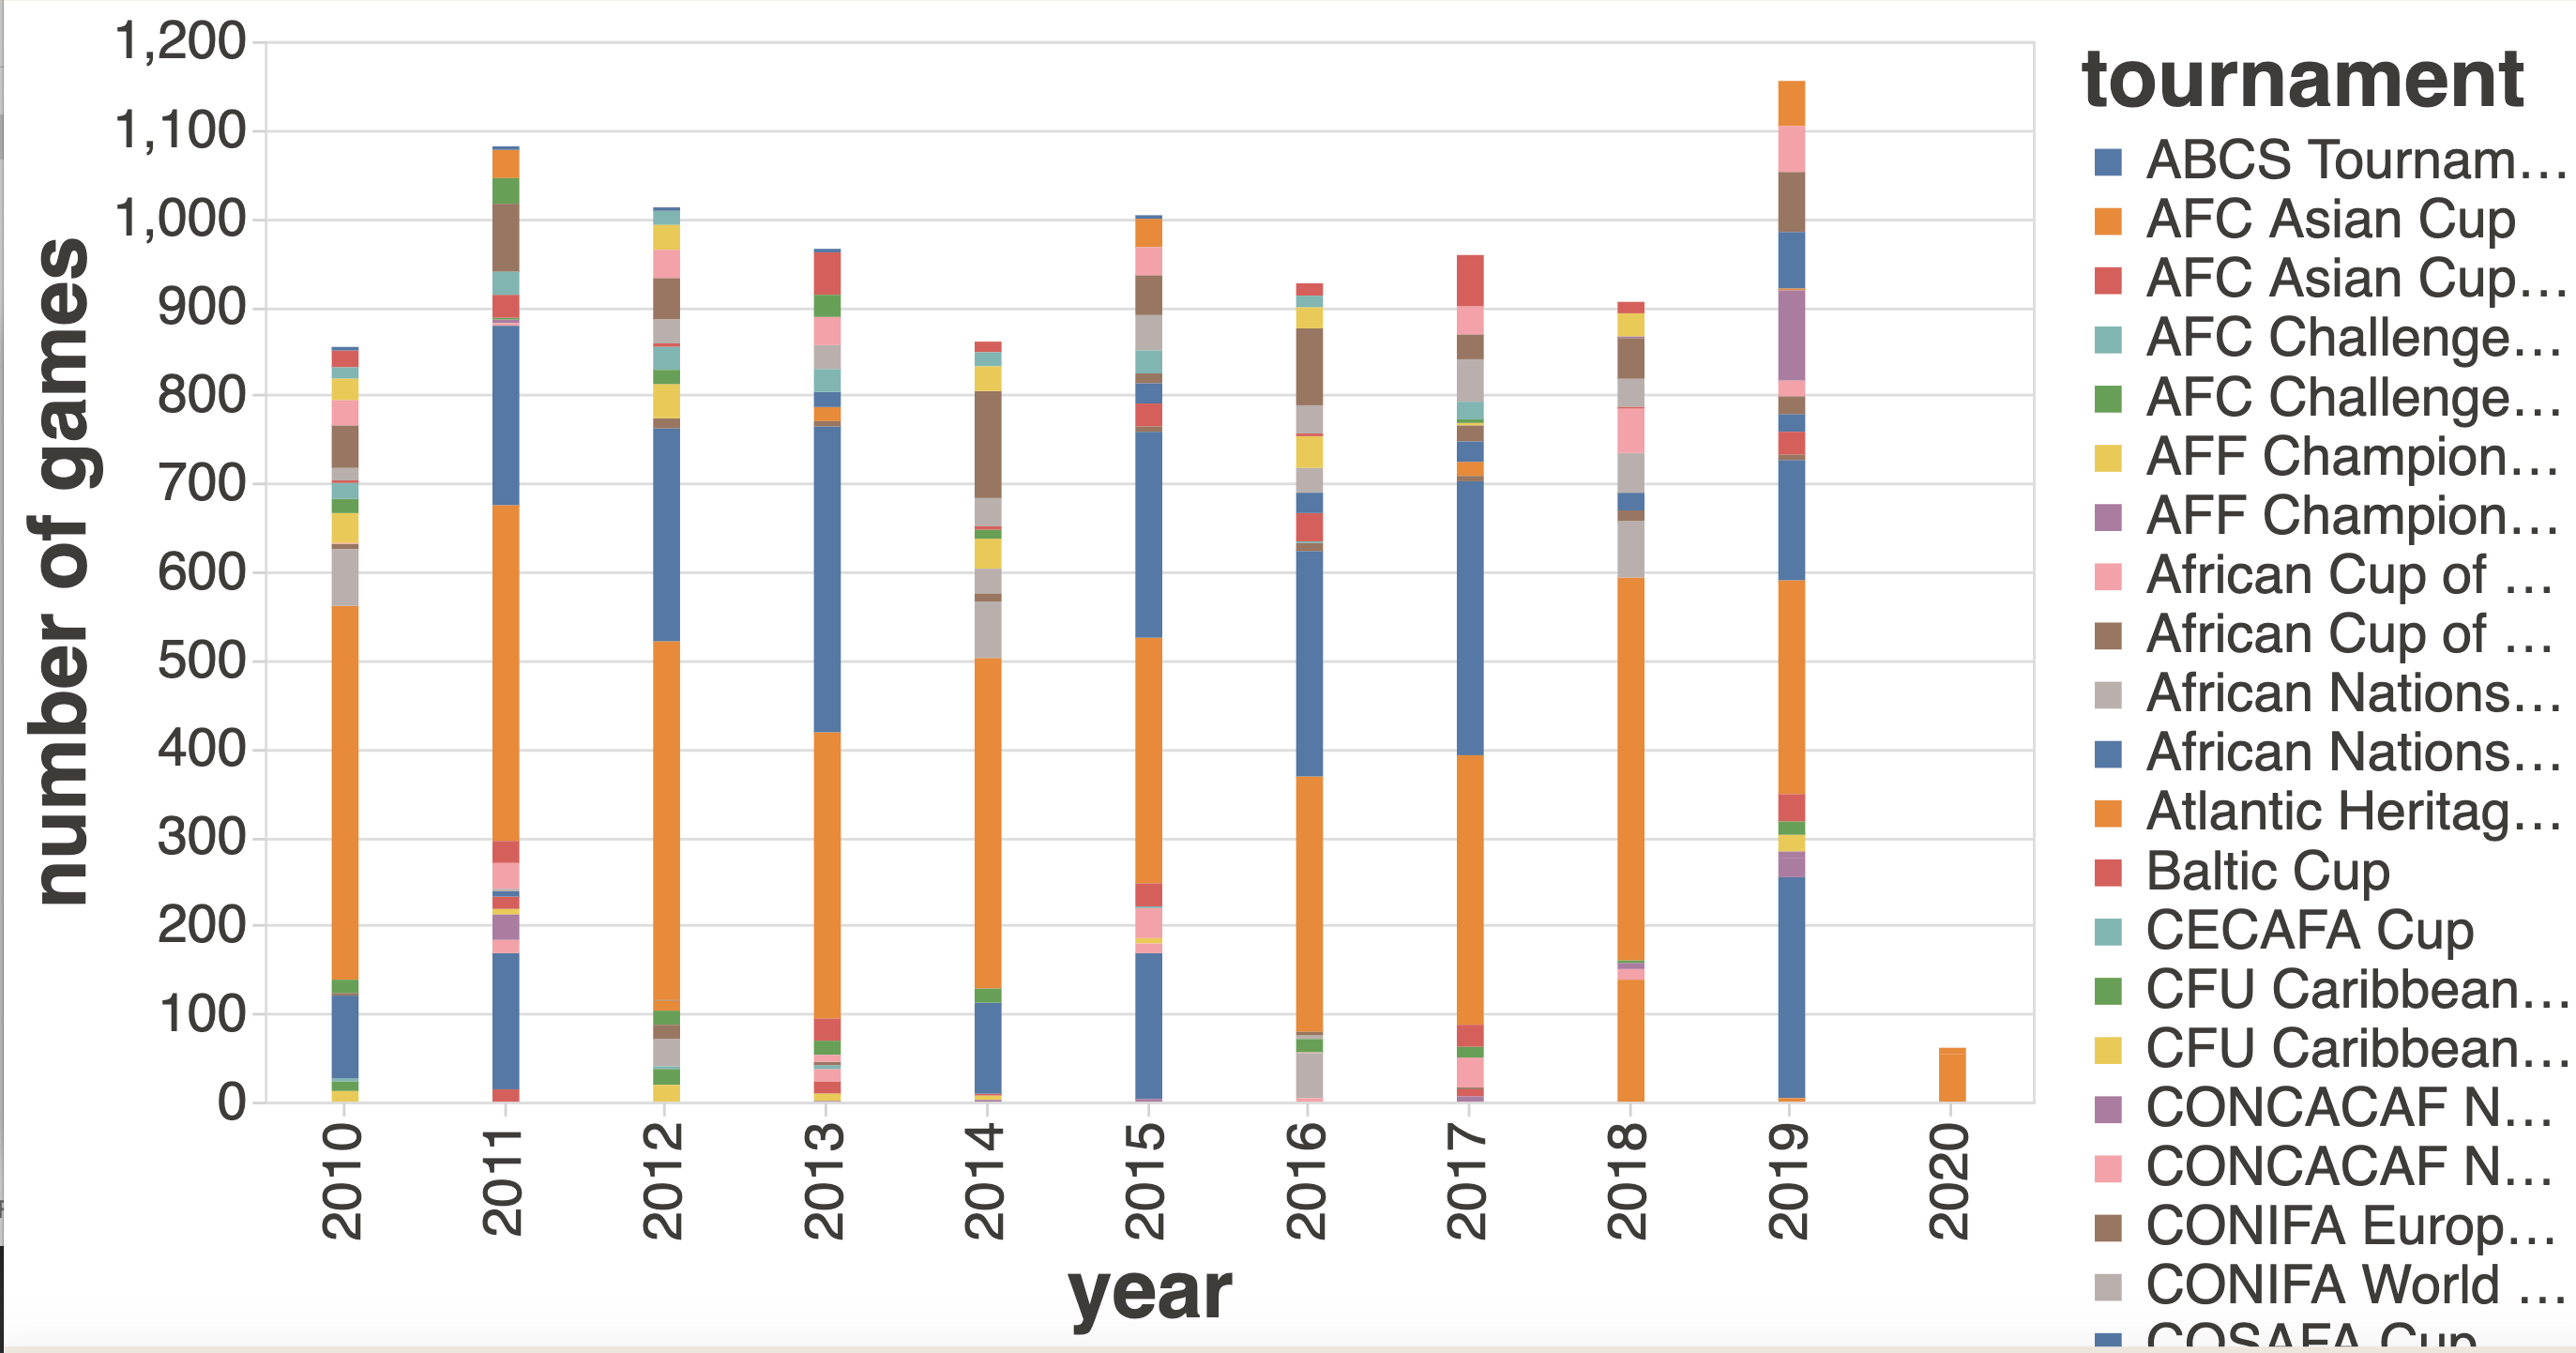 1,200
1,100
1,000
900
800
700
600
500
400
300
200
100
0
number of games
2010
2011
2012
2013
2014
2015
2016
2017
2018
2019
2020
year
tournament
ABCS Tournam…
AFC Asian Cup
AFC Asian Cup…
AFC Challenge…
AFC Challenge…
AFF Champion…
AFF Champion…
African Cup of …
African Cup of …
African Nations…
African Nations…
Atlantic Heritag…
Baltic Cup
CECAFA Cup
CFU Caribbean…
CFU Caribbean…
CONCACAF N…
CONCACAF N…
CONIFA Europ…
CONIFA World …
COSAFA Cup